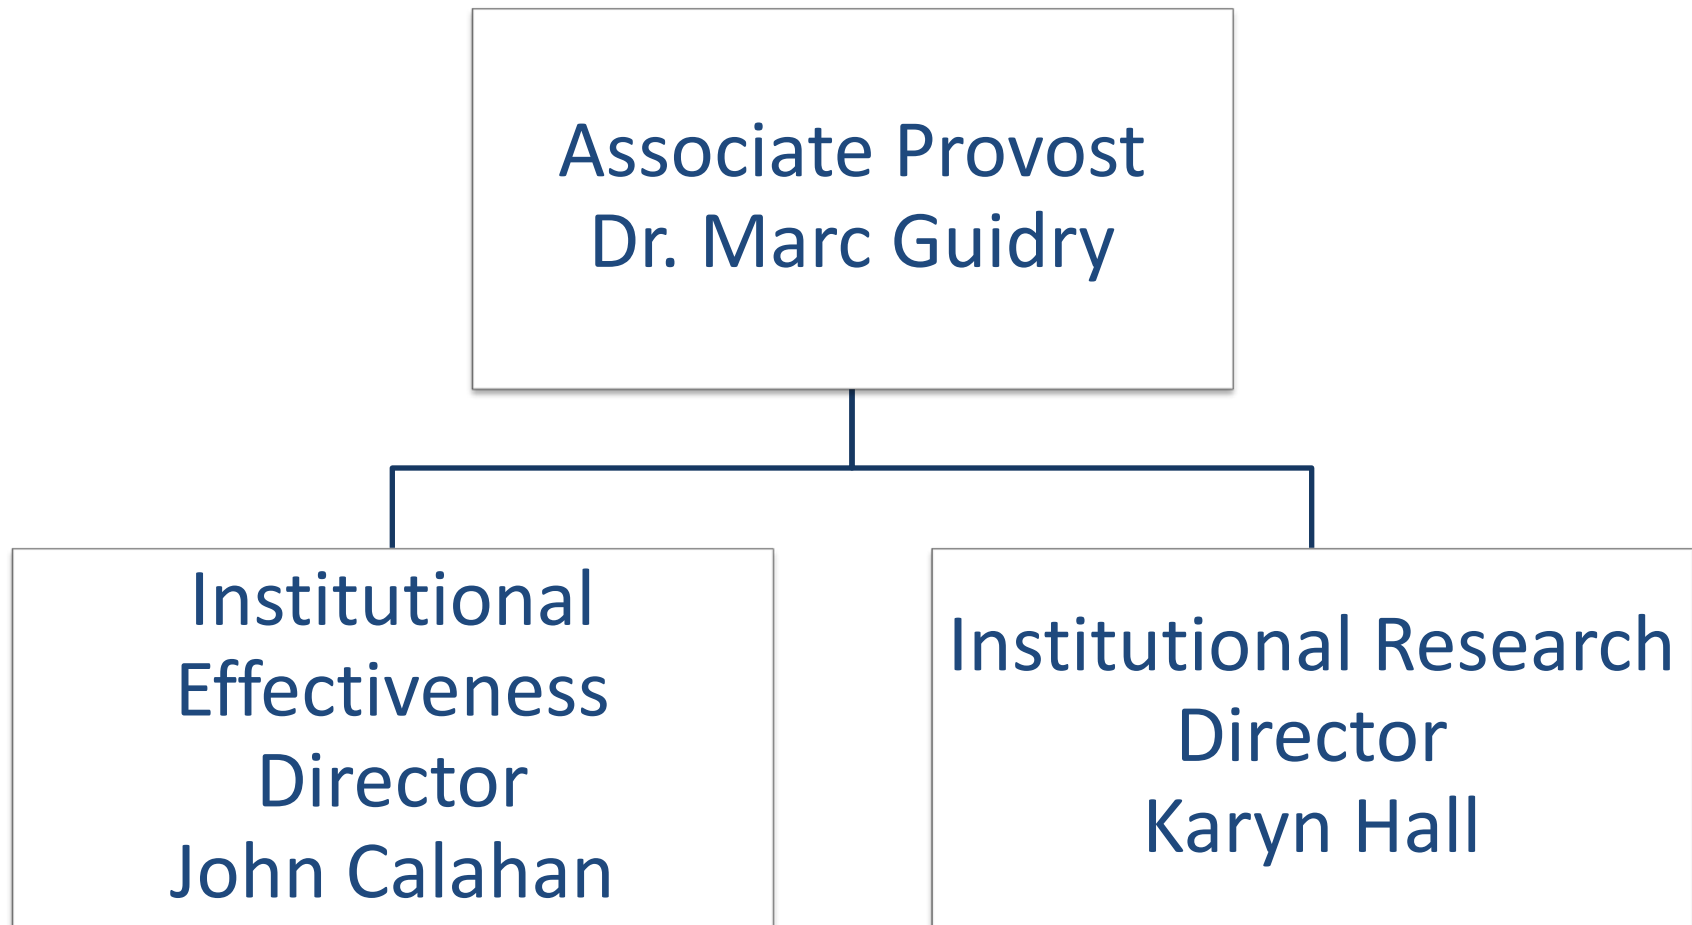 Associate Provost
Dr. Marc Guidry
Institutional
Effectiveness
Director
John Calahan
Institutional Research
Director
Karyn Hall